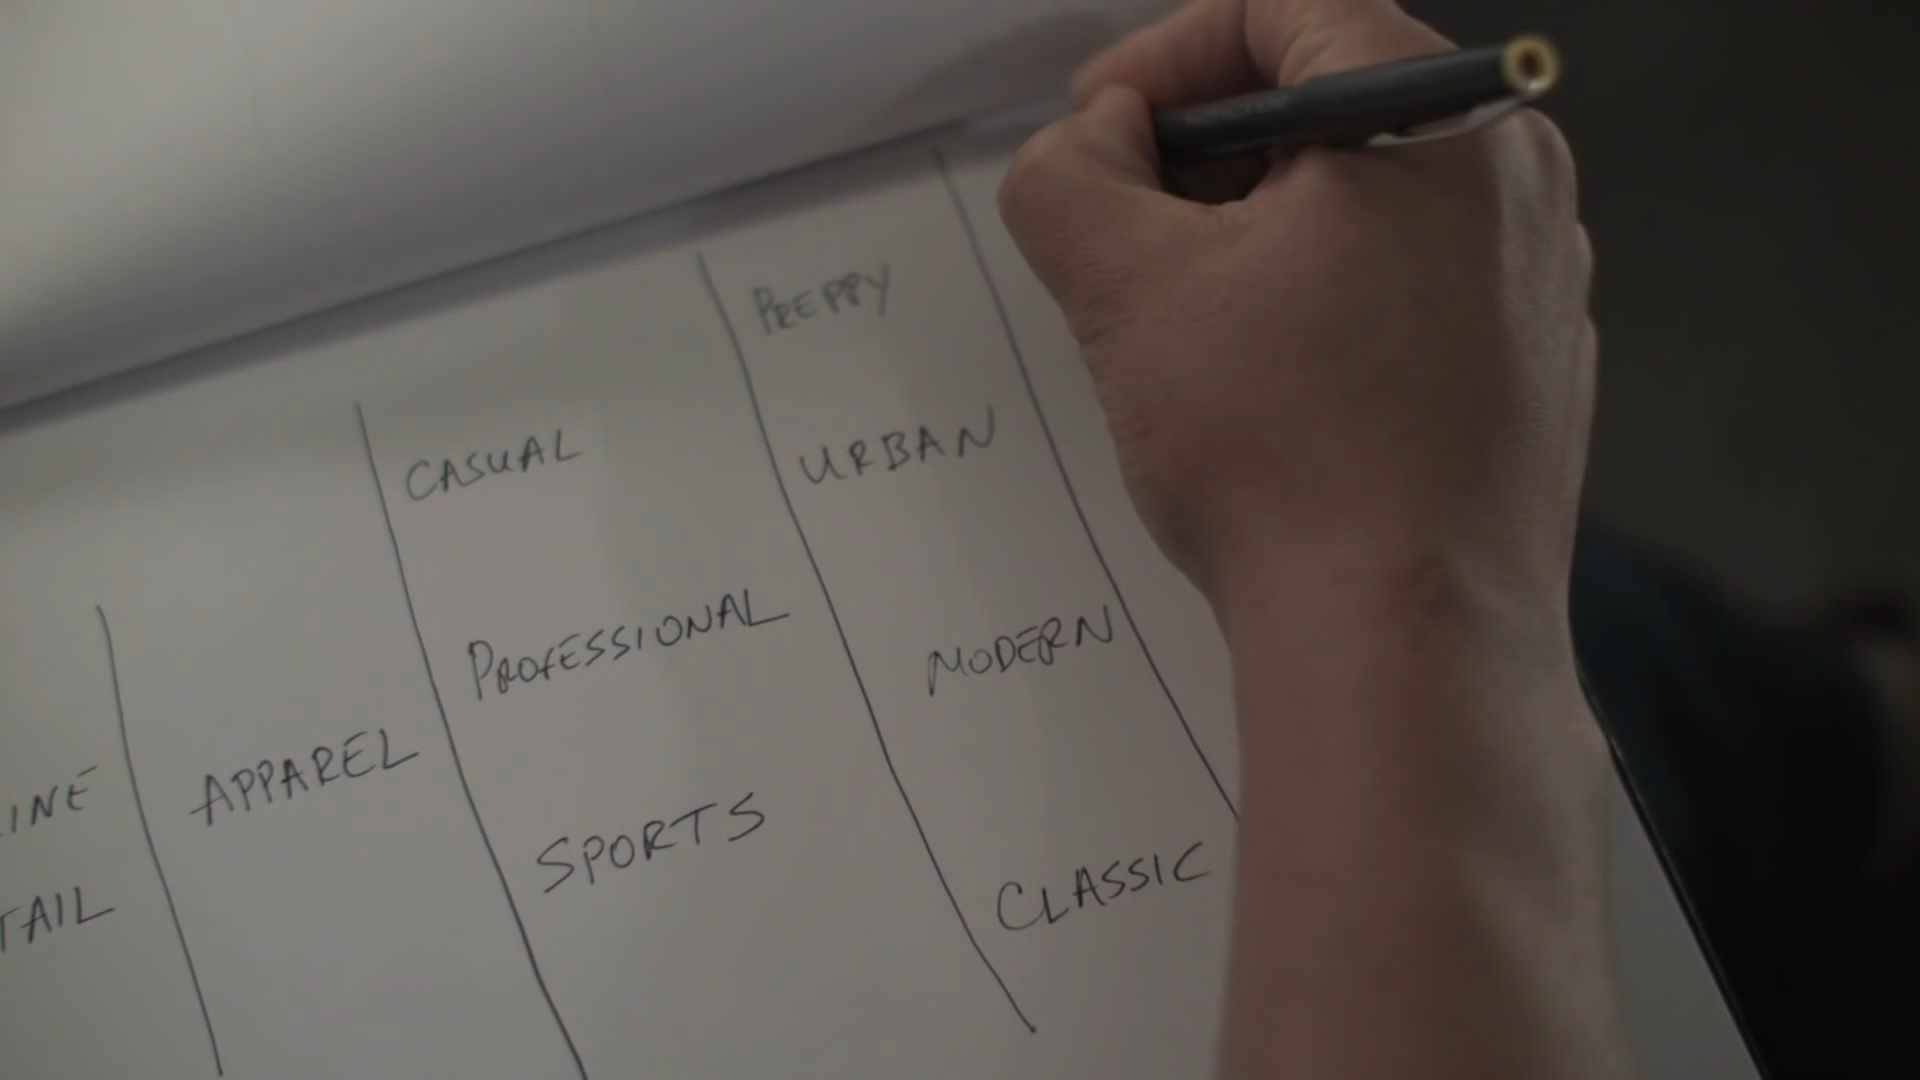 PREPPY
CASUAL
URBAN
PROFESSIONAL
MODERN
APPAREL
SPORTS
CLASSIC
INE
TAIL